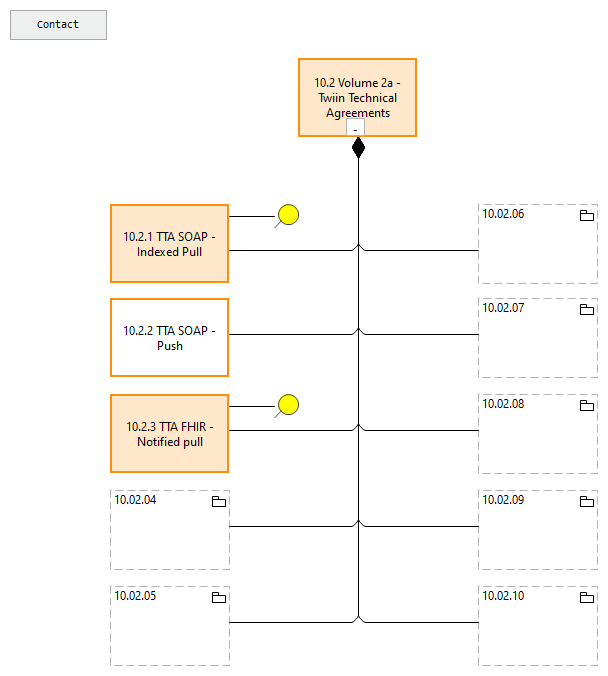 Contact
10.2 Volume 2a -
Twiin Technical
Agreements
-
10.2.1 TTA SOAP -
Indexed Pull
10.02.06
10.2.2 TTA SOAP -
Push
10.02.07
10.2.3 TTA FHIR -
Notified pull
10.02.08
10.02.04
10.02.09
10.02.05
10.02.10